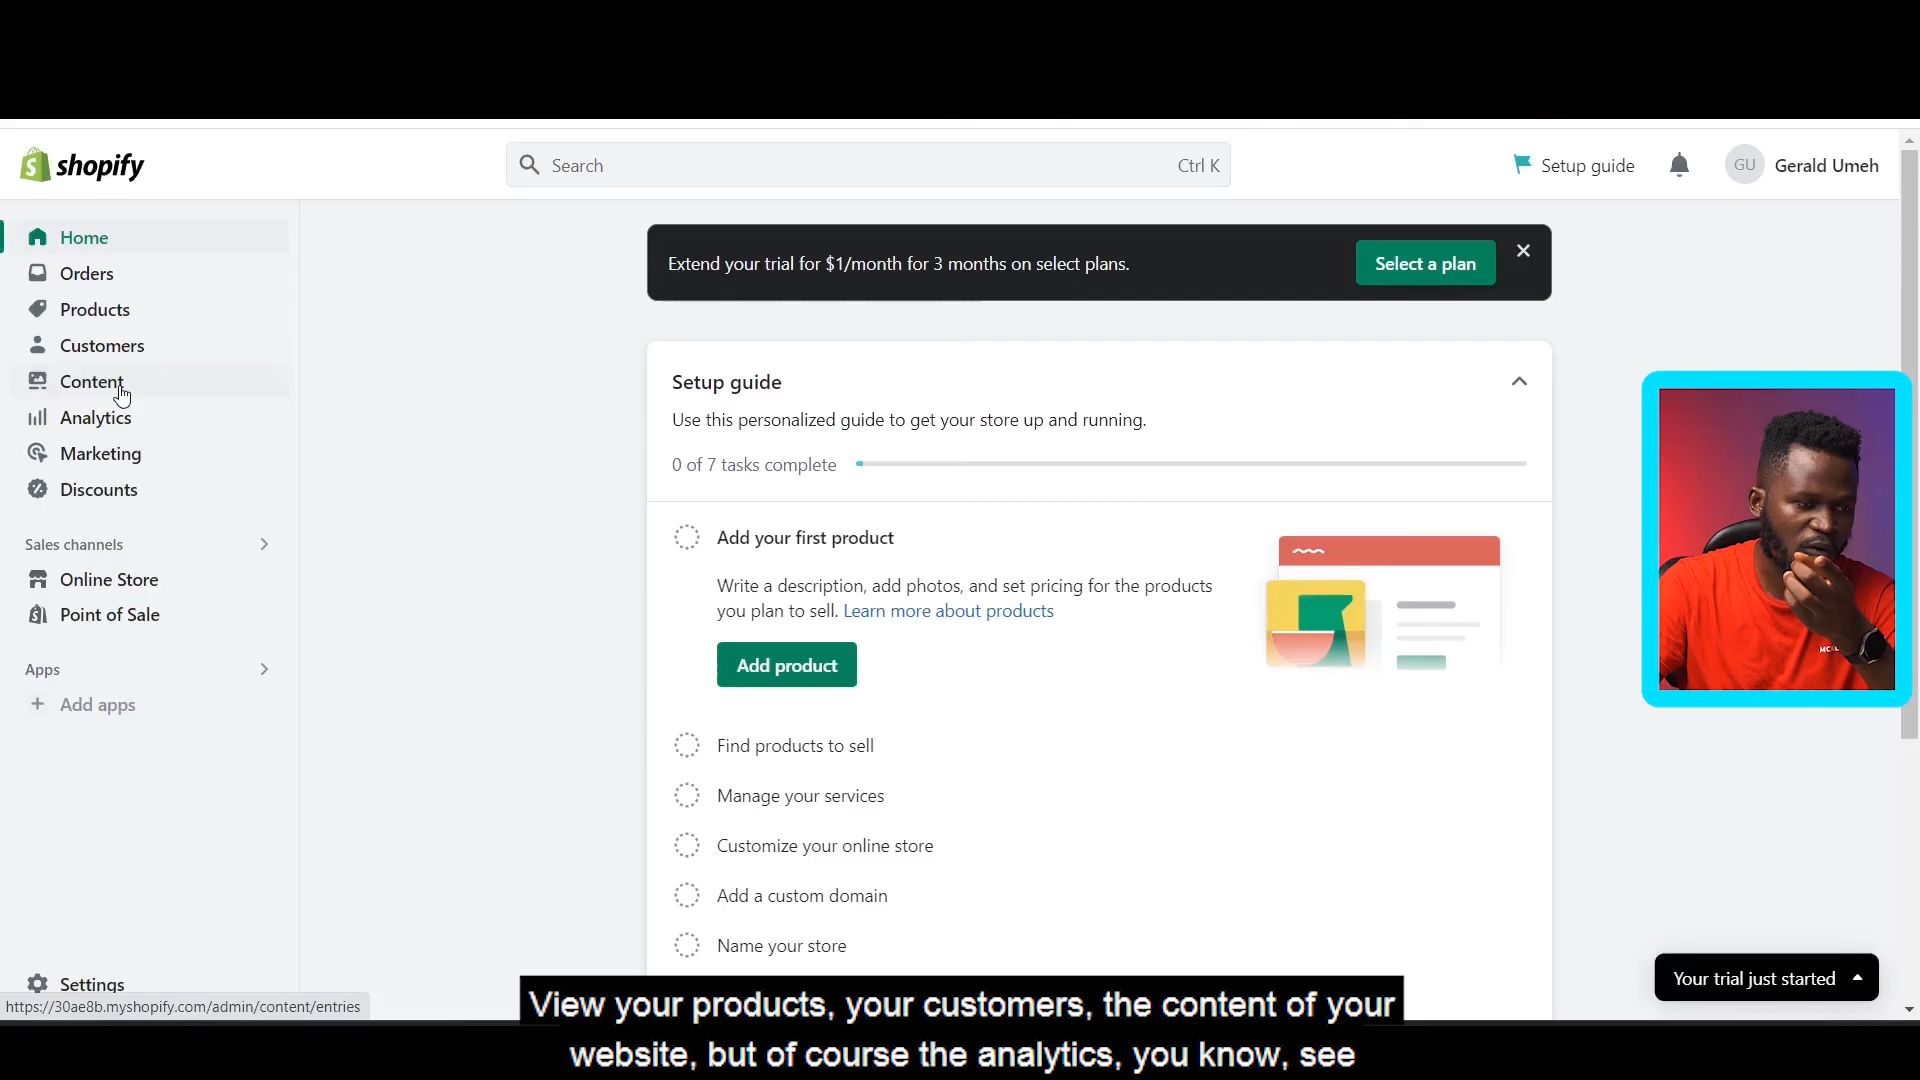 shopify
Search
Ctrl K
Setup guide
GU
Gerald Umeh
Home
Orders
Products
Customers
Content
Analytics
Marketing
Discounts
Sales channels
Online Store
Point of Sale
Apps
Add apps
Settings
https://30ae8b.myshopify.com/admin/content/entries
Extend your trial for $1/month for 3 months on select plans.
Select a plan
Setup guide
Use this personalized guide to get your store up and running.
0 of 7 tasks complete
Add your first product
Write a description, add photos, and set pricing for the products
you plan to sell. Learn more about products
Add product
Find products to sell
Manage your services
Customize your online store
Add a custom domain
Name your store
Your trial just started
View your products, your customers, the content of your
website, but of course the analytics, you know, see